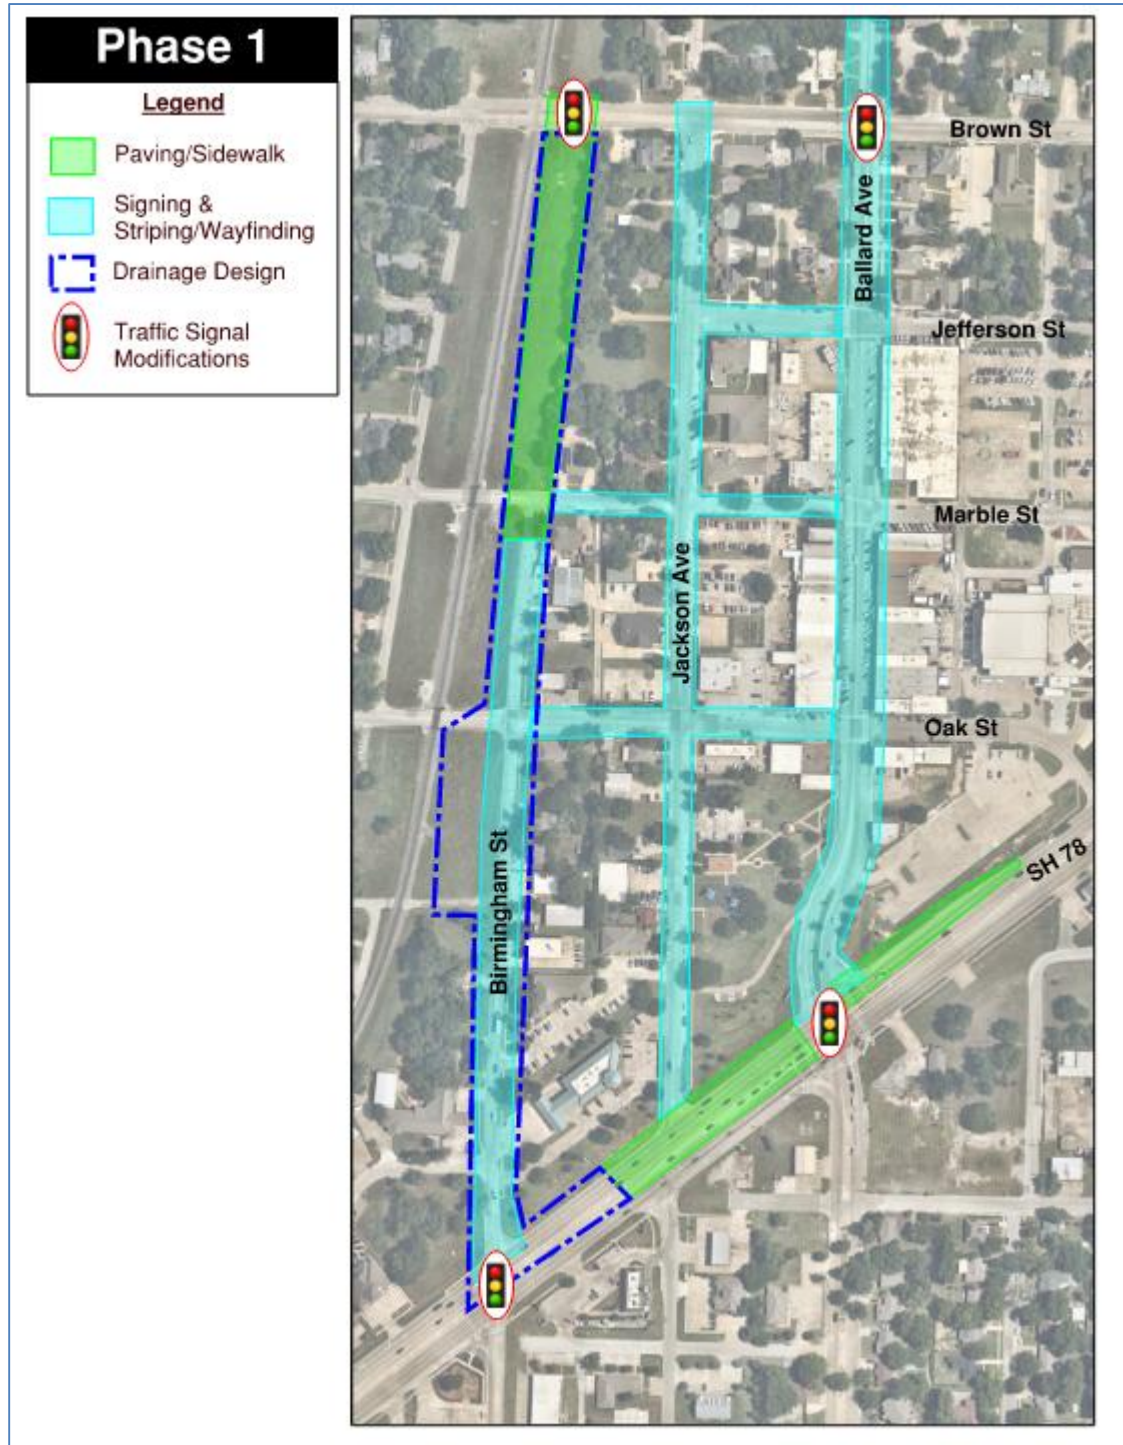 Phase 1
Legend
Paving/Sidewalk
Signing &
Striping/Wayfinding
Drainage Design
Traffic Signal
Modifications
Brown St
Ballard Ave
Jefferson St
Marble St
Jackson Ave
Oak St
Birmingham St
SH 78